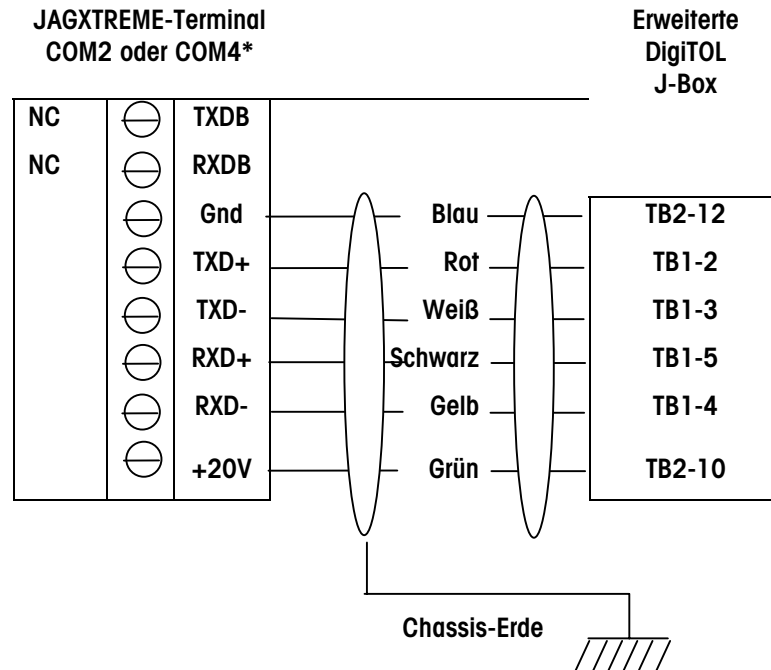 JAGXTREME-Terminal
COM2 oder COM4*
Erweiterte
DigiTOL
J-Box
NC TXDB
NC RXDB
Gnd Blau TB2-12
TXD+ Rot TB1-2
TXD- Weiß TB1-3
RXD+ Schwarz TB1-5
RXD- Gelb TB1-4
+20V Grün TB2-10
Chassis-Erde